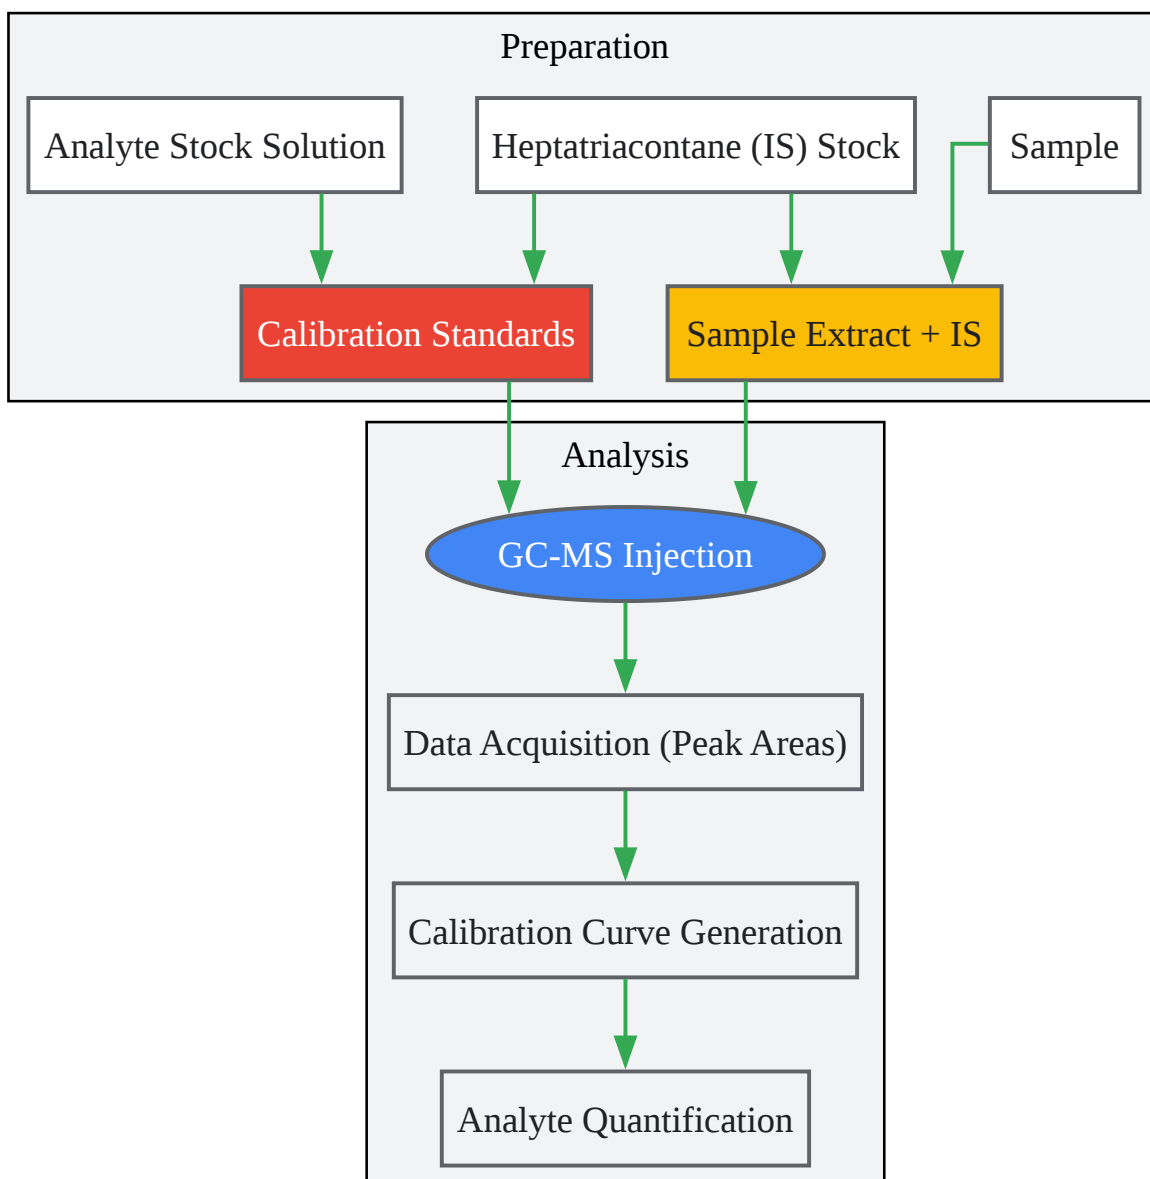 Preparation
Analyte Stock Solution
Heptatriacontane (IS) Stock
Sample
Calibration Standards
Sample Extract + IS
Analysis
GC-MS Injection
Data Acquisition (Peak Areas)
Calibration Curve Generation
Analyte Quantification